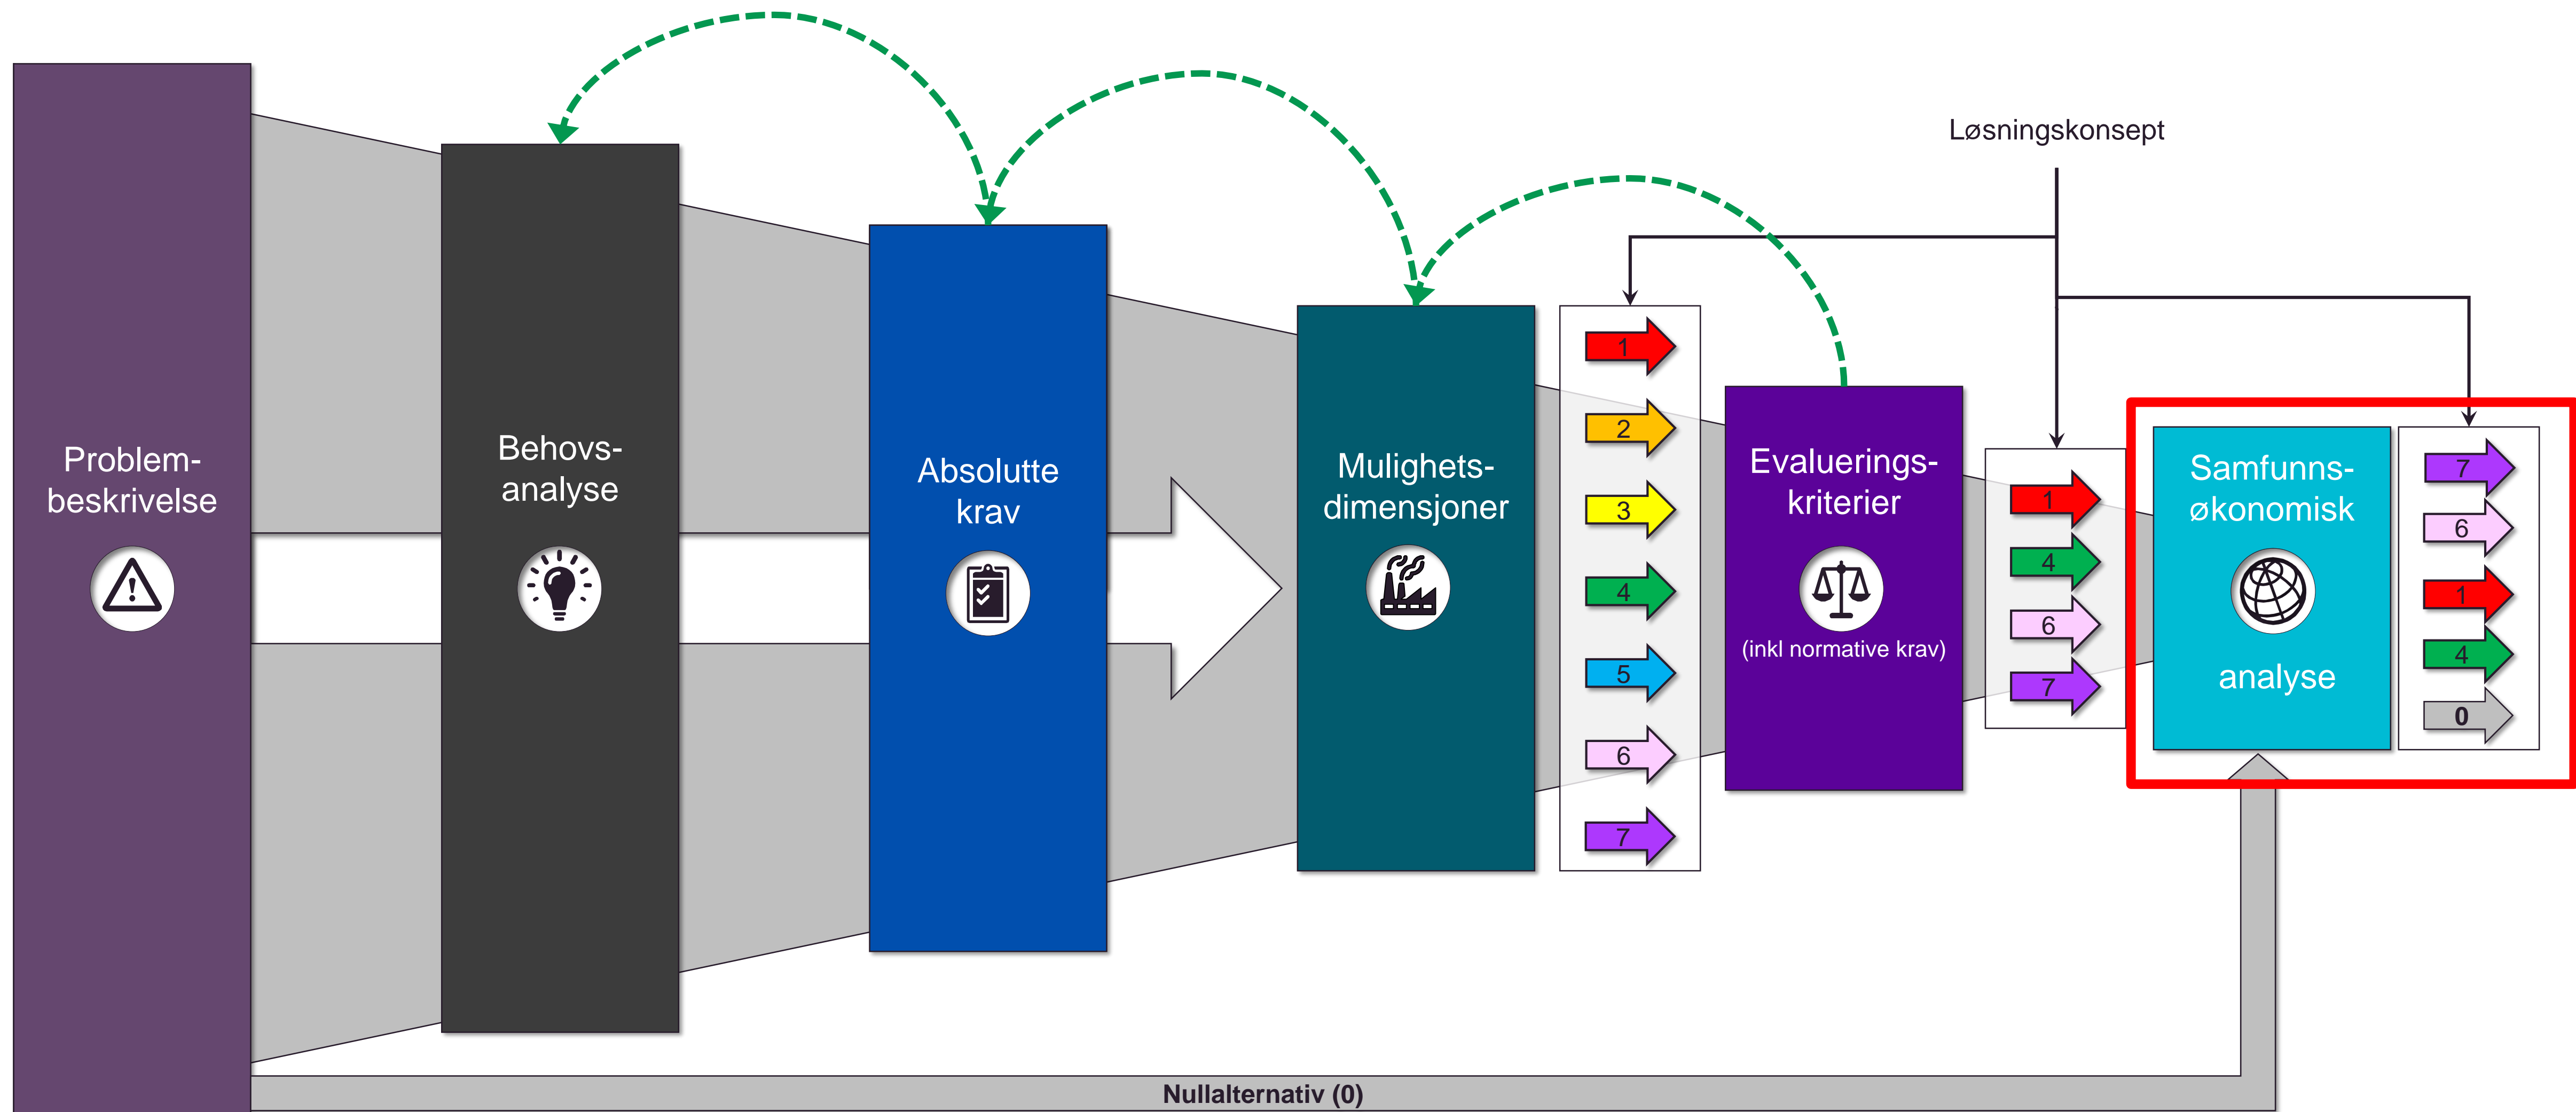 Løsningskonsept
Problem-
beskrivelse
Behovs-
analyse
Absolutte
krav
Mulighets-
dimensjoner
1
2
3
4
5
6
7
Evaluerings-
kriterier
(inkl normative krav)
1
4
6
7
Samfunns-
økonomisk
analyse
7
6
1
4
0
Nullalternativ (0)